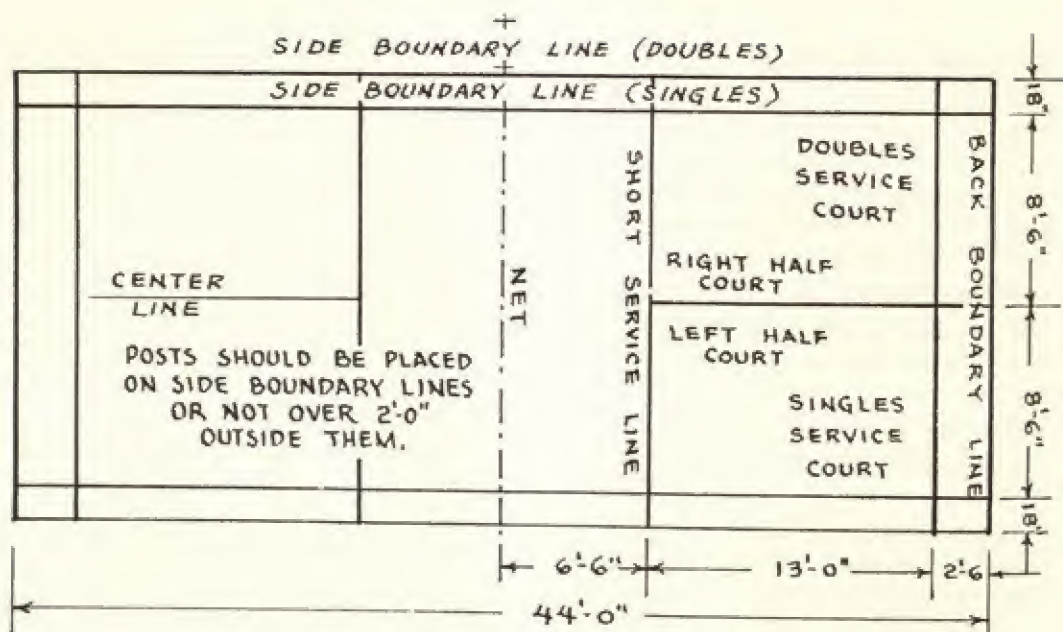 SIDE BOUNDARY LINE (DOUBLES)
SIDE BOUNDARY LINE (SINGLES)
18"
8'-6"
8'-6"
18"
DOUBLES
SERVICE
COURT
BACK BOUNDARY LINE
SHORT SERVICE LINE
NET
RIGHT HALF
COURT
CENTER
LINE
LEFT HALF
COURT
POSTS SHOULD BE PLACED
ON SIDE BOUNDARY LINES
OR NOT OVER 2'-0"
OUTSIDE THEM.
SINGLES
SERVICE
COURT
6'-6"
13'-0"
2'-6
44'-0"